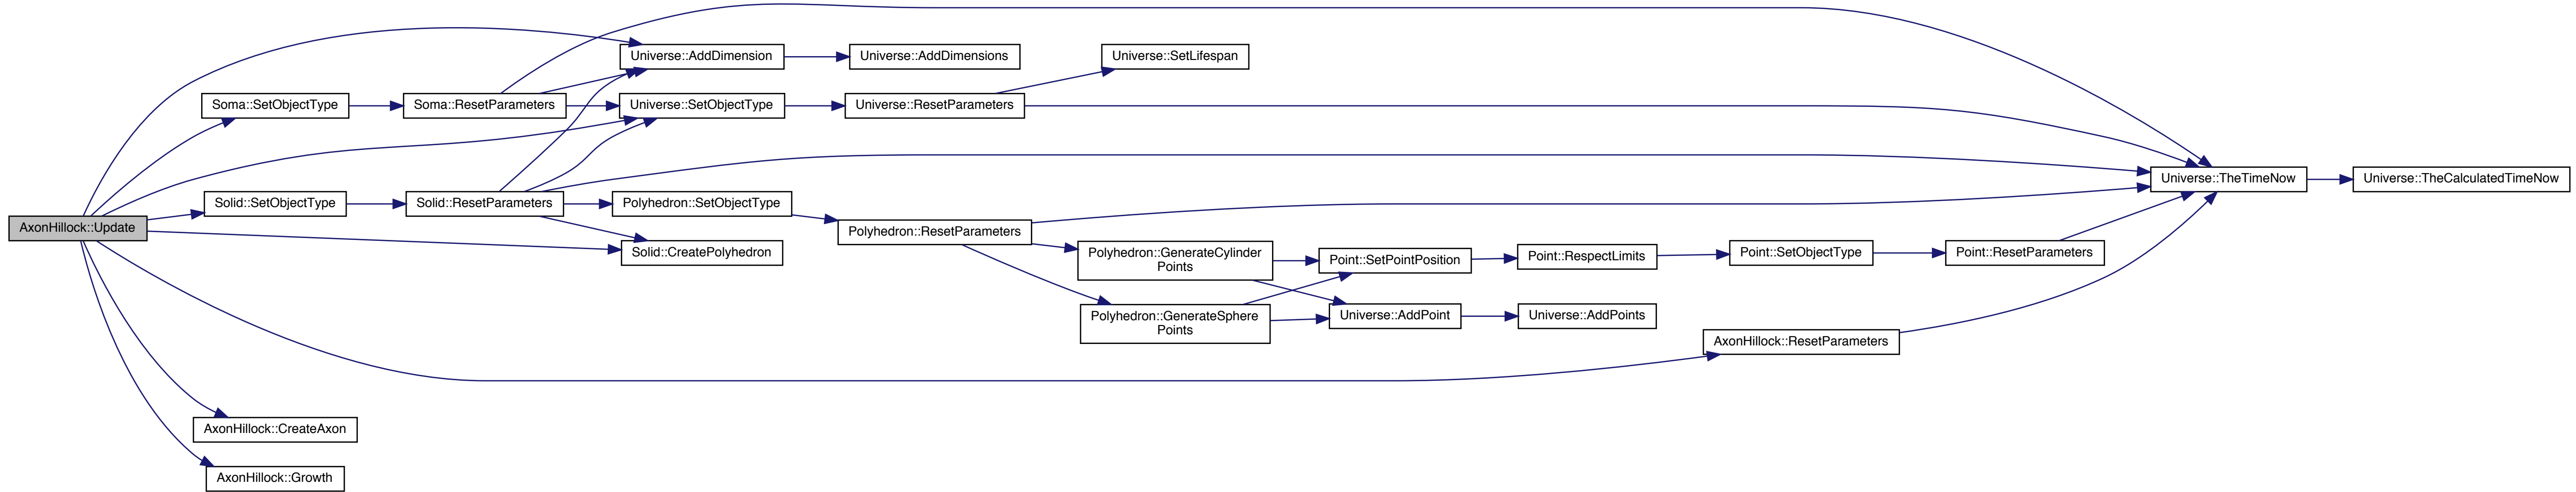 Universe::AddDimension
Universe::AddDimensions
Universe::SetLifespan
Soma::SetObjectType
Soma::ResetParameters
Universe::SetObjectType
Universe::ResetParameters
Universe::TheTimeNow
Universe::TheCalculatedTimeNow
Solid::SetObjectType
Solid::ResetParameters
Polyhedron::SetObjectType
AxonHillock::Update
Polyhedron::ResetParameters
Solid::CreatePolyhedron
Polyhedron::GenerateCylinder
Points
Point::SetPointPosition
Point::RespectLimits
Point::SetObjectType
Point::ResetParameters
Polyhedron::GenerateSphere
Points
Universe::AddPoint
Universe::AddPoints
AxonHillock::ResetParameters
AxonHillock::CreateAxon
AxonHillock::Growth